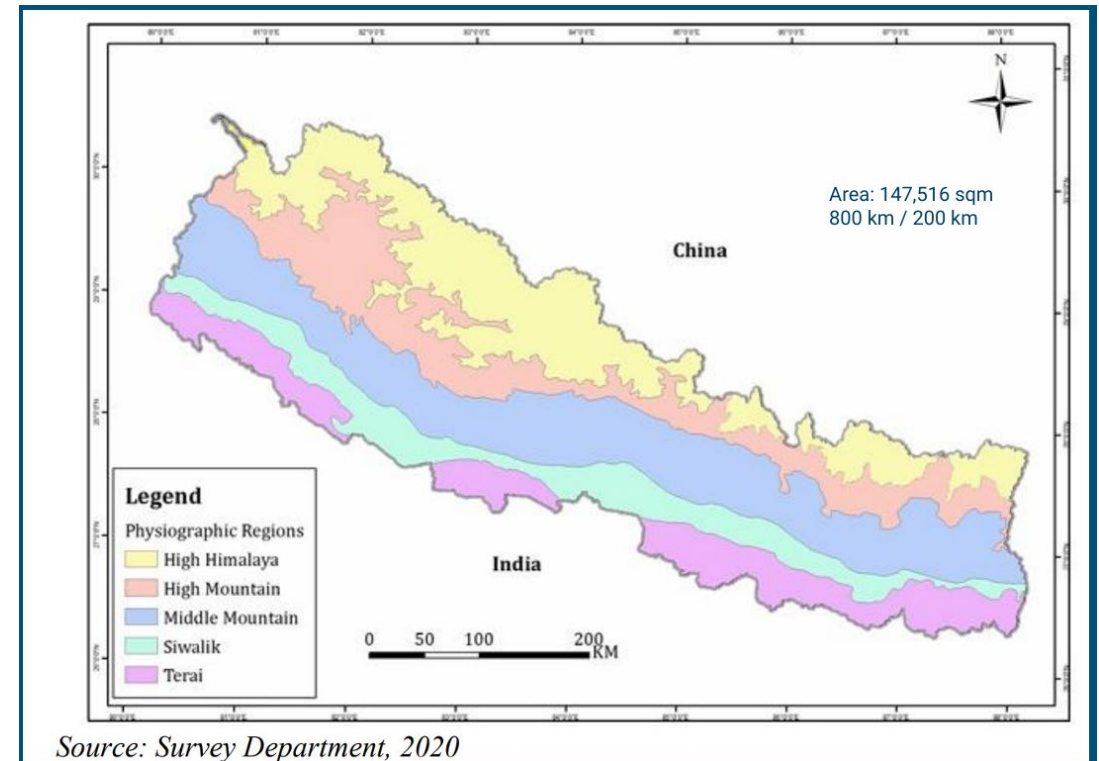 N
Area: 147,516 sqm
800 km / 200 km
China
India
Legend
Physiographic Regions
High Himalaya
High Mountain
Middle Mountain
Siwalik
Terai
0 50 100 200
KM
Source: Survey Department, 2020